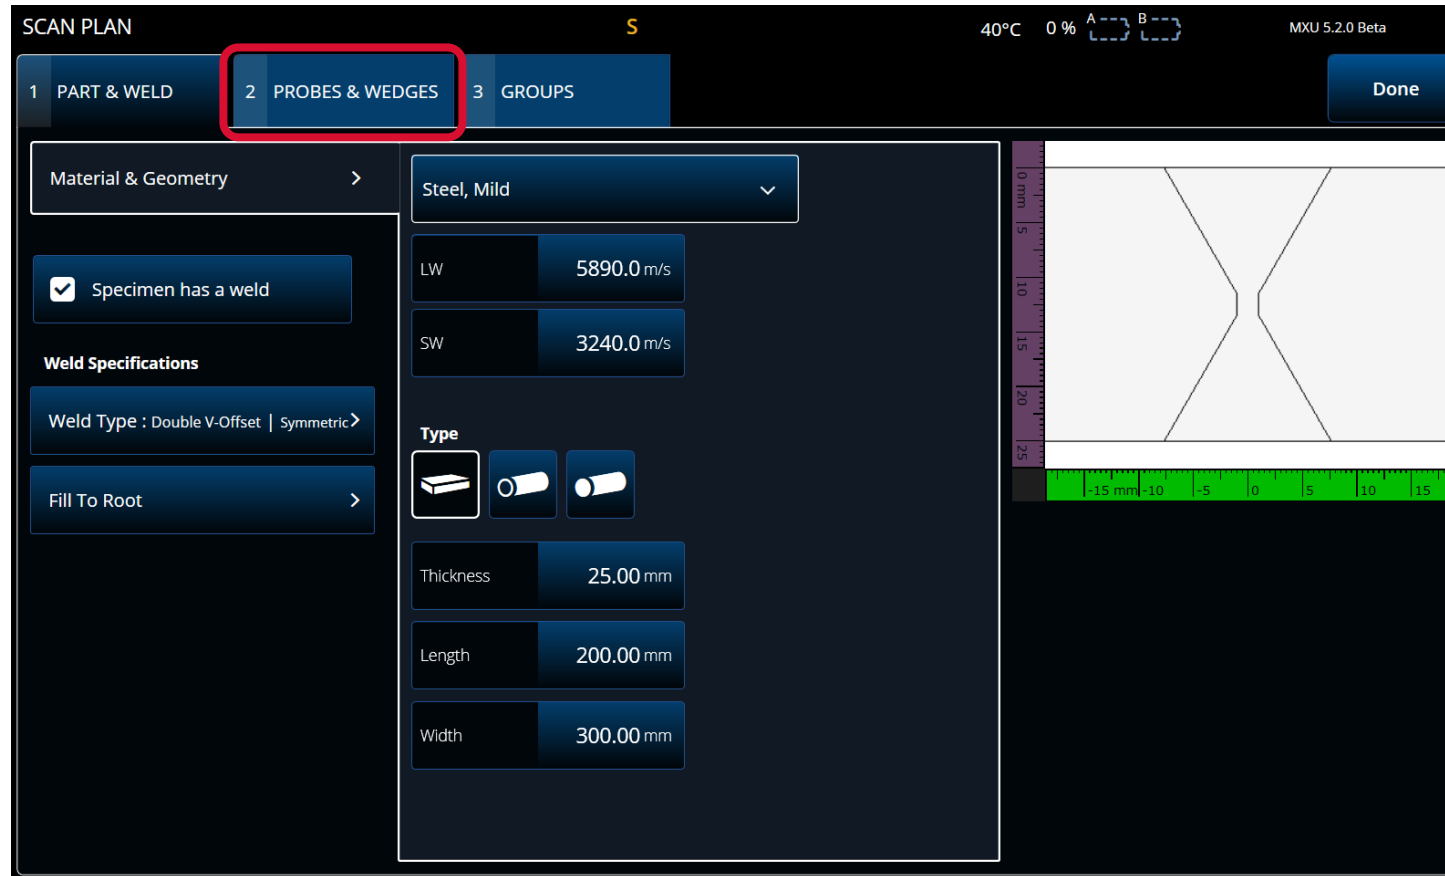 SCAN PLAN S 40°C 0 % A B MXU 5.2.0 Beta
1 PART & WELD 2 PROBES & WEDGES 3 GROUPS Done
Material & Geometry
Specimen has a weld
Weld Specifications
Weld Type : Double V-Offset | Symmetric
Fill To Root
Steel, Mild
LW 5890.0 m/s
SW 3240.0 m/s
Type
Thickness 25.00 mm
Length 200.00 mm
Width 300.00 mm
0 mm 5 10 15 20 25
-15 mm -10 -5 0 5 10 15